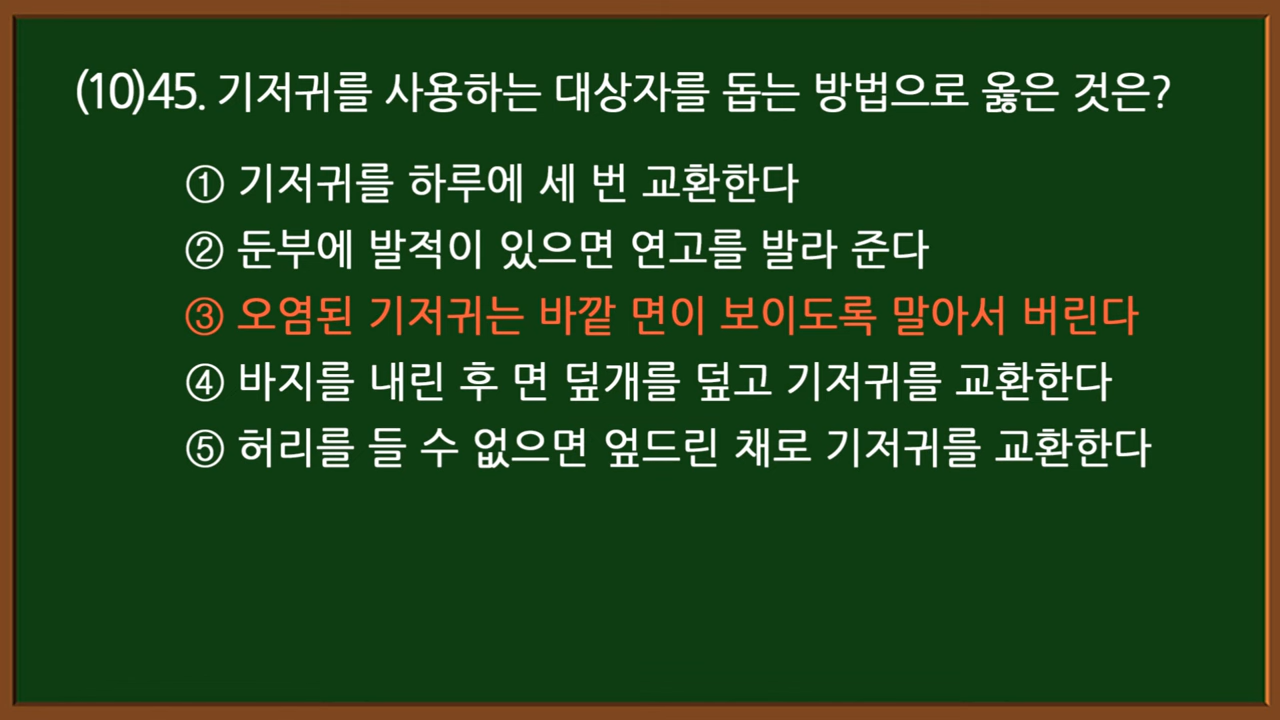 (10)45. 기저귀를 사용하는 대상자를 돕는 방법으로 옳은 것은?
① 기저귀를 하루에 세 번 교환한다
② 둔부에 발적이 있으면 연고를 발라 준다
③ 오염된 기저귀는 바깥 면이 보이도록 말아서 버린다
④ 바지를 내린 후 면 덮개를 덮고 기저귀를 교환한다
⑤ 허리를 들 수 없으면 엎드린 채로 기저귀를 교환한다